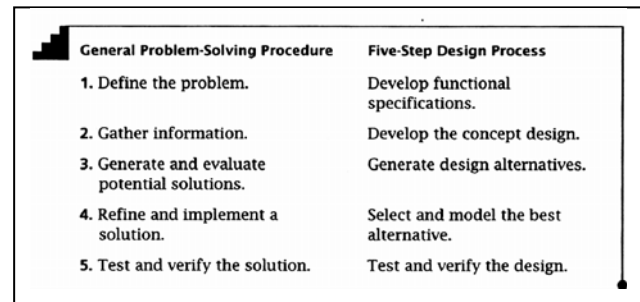 General Problem-Solving Procedure Five-Step Design Process
1. Define the problem. Develop functional
specifications.
2. Gather information. Develop the concept design.
3. Generate and evaluate Generate design alternatives.
potential solutions.
4. Refine and implement a Select and model the best
solution. alternative.
5. Test and verify the solution. Test and verify the design.